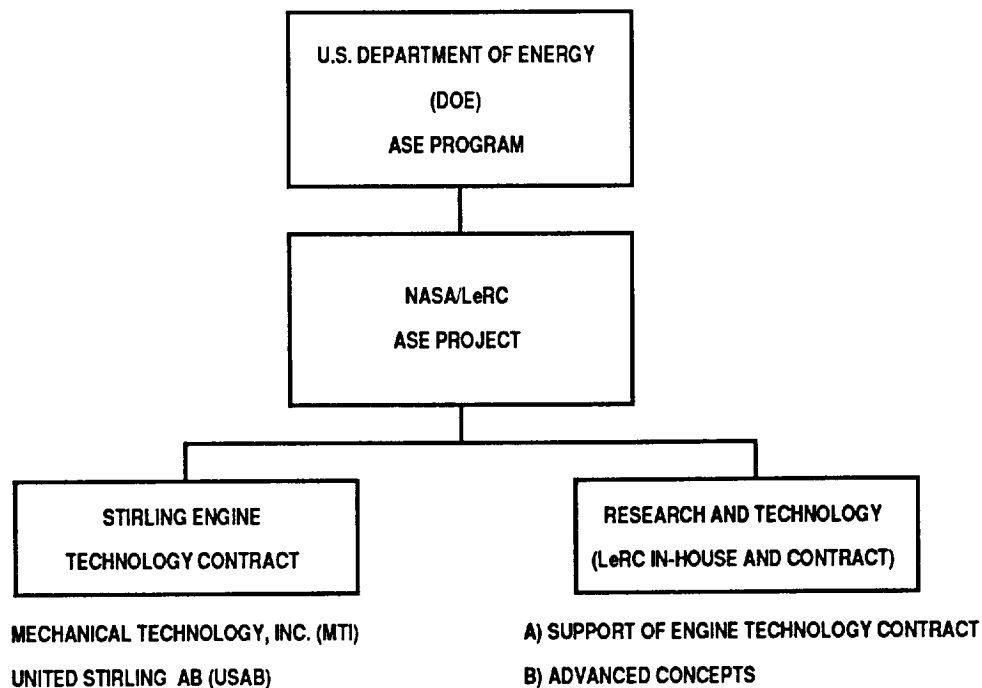 U.S. DEPARTMENT OF ENERGY
(DOE)
ASE PROGRAM
NASA/LeRC
ASE PROJECT
STIRLING ENGINE
TECHNOLOGY CONTRACT
MECHANICAL TECHNOLOGY, INC. (MTI)
UNITED STIRLING AB (USAB)
RESEARCH AND TECHNOLOGY
(LeRC IN-HOUSE AND CONTRACT)
A) SUPPORT OF ENGINE TECHNOLOGY CONTRACT
B) ADVANCED CONCEPTS